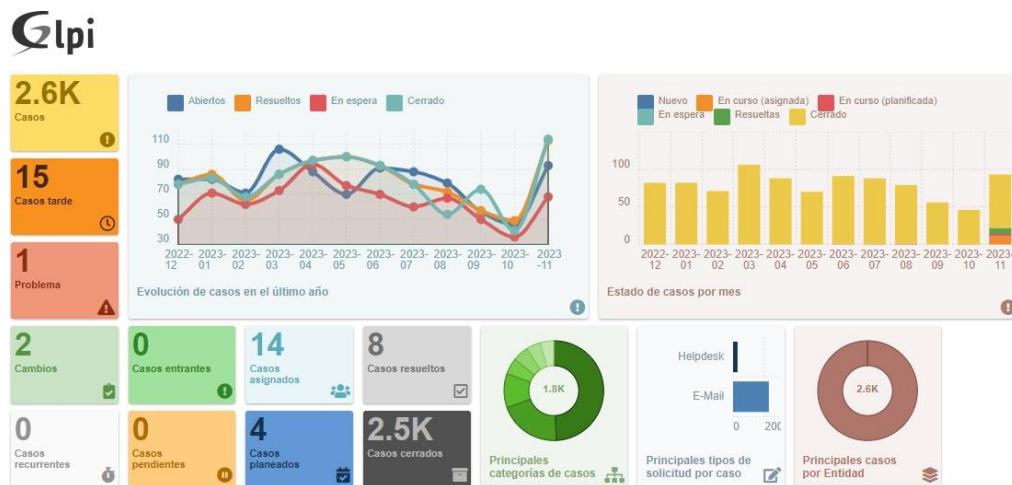 Glpi
2.6K
Casos
15
Casos tarde
1
Problema
Abiertos Resueltos En espera Cerrado
110
90
70
50
30
2022-12 2023-01 2023-02 2023-03 2023-04 2023-05 2023-06 2023-07 2023-08 2023-09 2023-10 2023-11
Evolución de casos en el último año
Nuevo En curso (asignada) En curso (planificada)
En espera Resueltas Cerrado
100
50
0
2022-12 2023-01 2023-02 2023-03 2023-04 2023-05 2023-06 2023-07 2023-08 2023-09 2023-10 2023-11
Estado de casos por mes
2
Cambios
0
Casos entrantes
14
Casos
asignados
8
Casos resueltos
0
Casos
recurrentes
0
Casos
pendientes
4
Casos
planeados
2.5K
Casos cerrados
1.8K
Principales
categorías de casos
Helpdesk
E-Mail
0 200
Principales tipos de
solicitud por caso
2.6K
Principales casos
por Entidad